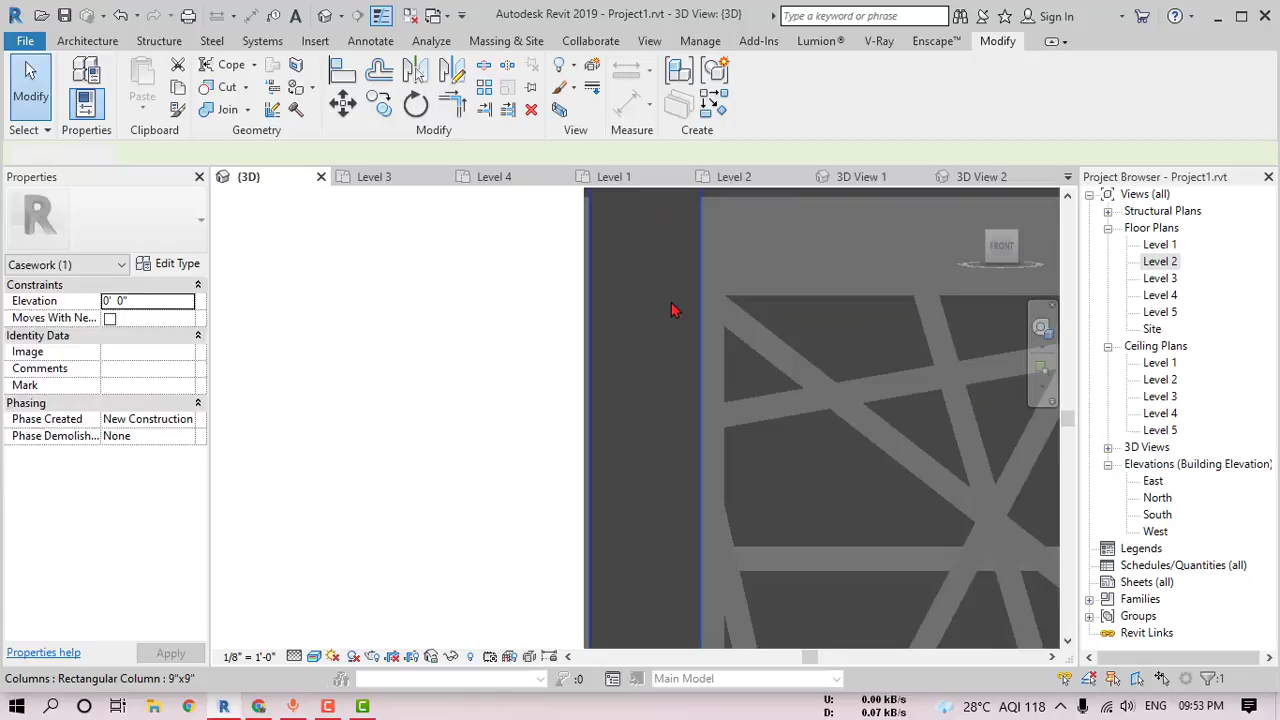 Autodesk Revit 2019 - Project1.rvt - 3D View: {3D}
Type a keyword or phrase
Sign In
File Architecture Structure Steel Systems Insert Annotate Analyze Massing & Site Collaborate View Manage Add-Ins Lumion® V-Ray Enscape™ Modify
Modify
Paste
Cope
Cut
Join
Select Properties Clipboard Geometry Modify View Measure Create
{3D} Level 3 Level 4 Level 1 Level 2 3D View 1 3D View 2
Properties
R
Casework (1) Edit Type
Constraints
Elevation 0' 0"
Moves With Ne...
Identity Data
Image
Comments
Mark
Phasing
Phase Created New Construction
Phase Demolish... None
Properties help Apply
FRONT
Project Browser - Project1.rvt
Views (all)
Structural Plans
Floor Plans
Level 1
Level 2
Level 3
Level 4
Level 5
Site
Ceiling Plans
Level 1
Level 2
Level 3
Level 4
Level 5
3D Views
Elevations (Building Elevation)
East
North
South
West
Legends
Schedules/Quantities (all)
Sheets (all)
Families
Groups
Revit Links
1/8" = 1'-0"
Columns : Rectangular Column : 9"x9" :0 Main Model :1
U: 0.00 kB/s
D: 0.07 kB/s
28°C AQI 118 ENG 09:53 PM